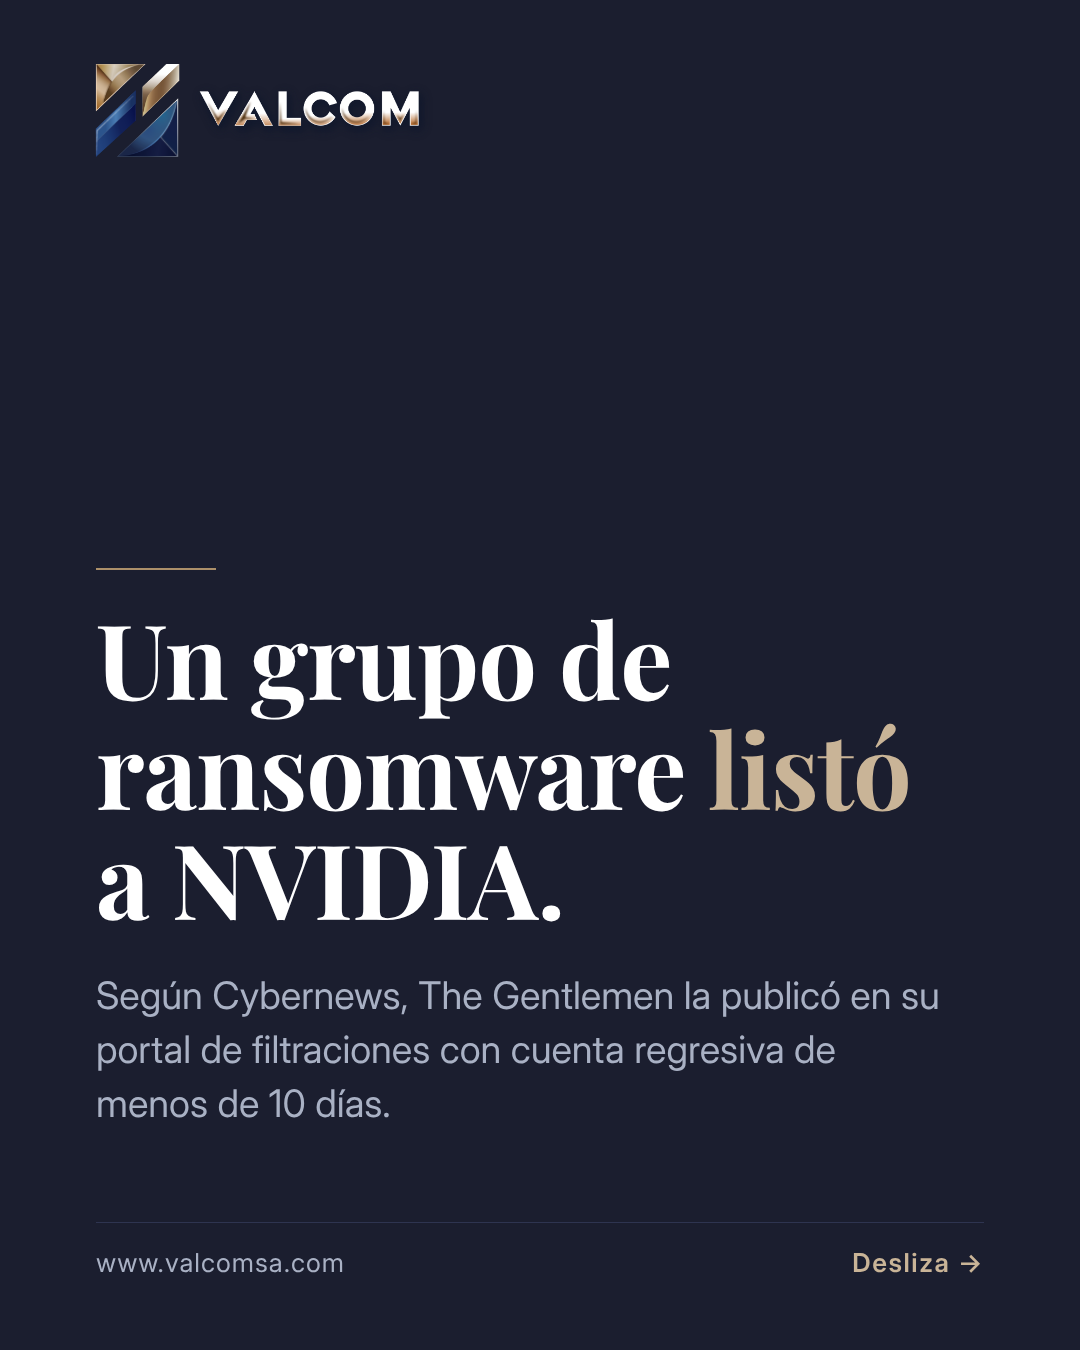 VALCOM
Un grupo de
ransomware listó
a NVIDIA.
Según Cybernews, The Gentlemen la publicó en su
portal de filtraciones con cuenta regresiva de
menos de 10 días.
www.valcomsa.com
Desliza →